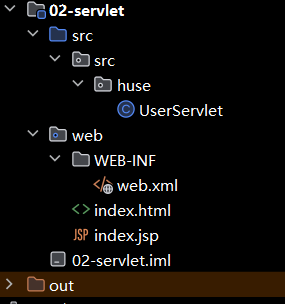 02-servlet
src
src
huse
UserServlet
web
WEB-INF
web.xml
index.html
JSP index.jsp
02-servlet.iml
out